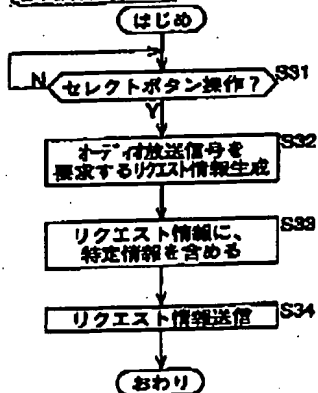 はじめ
N
セレクトボタン操作?
S31
Y
オーディオ放送信号を
要求するリクエスト情報生成
S32
リクエスト情報に、
特定情報を含める
S33
リクエスト情報送信
S34
おわり